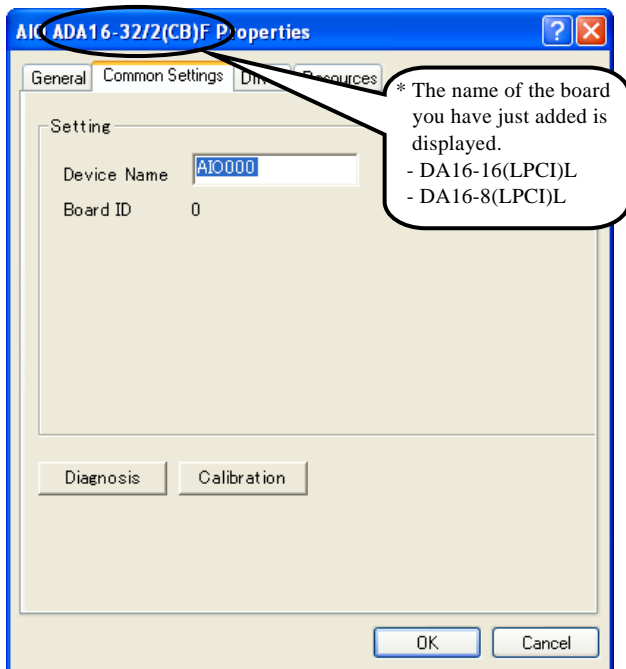 AIO ADA16-32/2(CB)F Properties
General Common Settings Resources
* The name of the board
you have just added is
displayed.
- DA16-16(LPCI)L
- DA16-8(LPCI)L
Setting
Device Name AIO000
Board ID 0
Diagnosis Calibration
OK Cancel